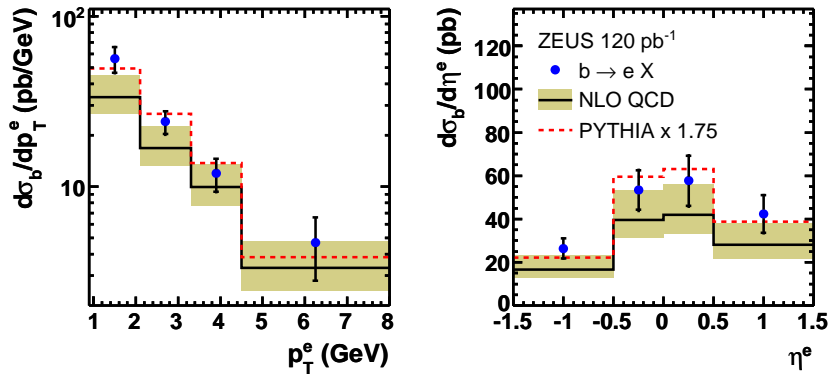 10²
10
dσ_b/dp_T^e (pb/GeV)
1 2 3 4 5 6 7 8
p_T^e (GeV)
dσ_b/dη^e (pb)
120
100
80
60
40
20
0
ZEUS 120 pb⁻¹
b → e X
NLO QCD
PYTHIA x 1.75
-1.5 -1 -0.5 0 0.5 1 1.5
η^e